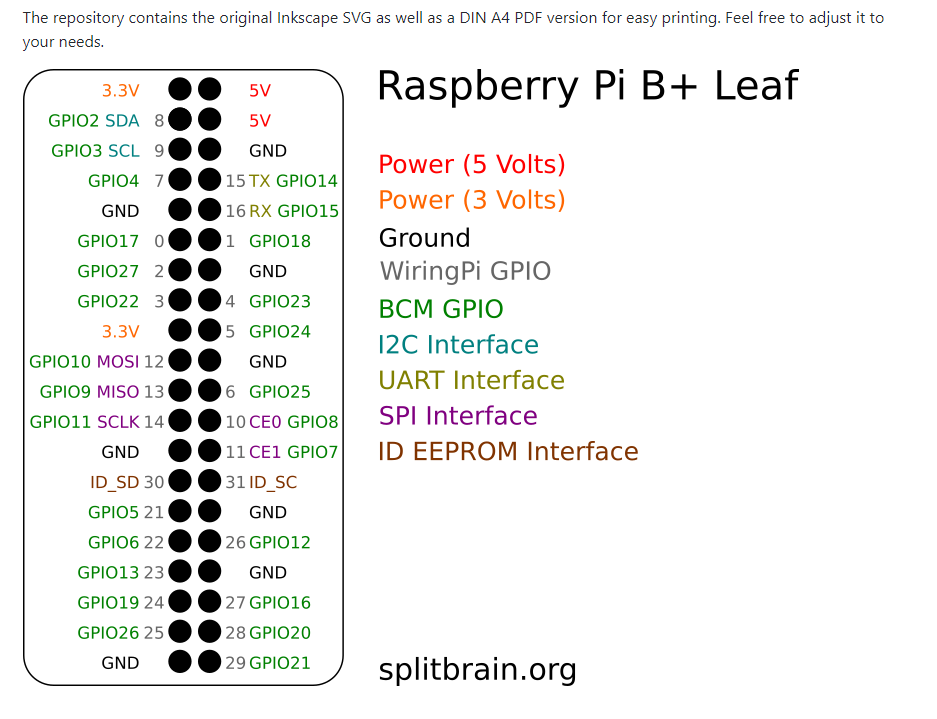 The repository contains the original Inkscape SVG as well as a DIN A4 PDF version for easy printing. Feel free to adjust it to
your needs.
Raspberry Pi B+ Leaf
3.3V 5V
GPIO2 SDA 8 5V
GPIO3 SCL 9 GND
GPIO4 7 15 TX GPIO14
GND 16 RX GPIO15
GPIO17 0 1 GPIO18
GPIO27 2 GND
GPIO22 3 4 GPIO23
3.3V 5 GPIO24
GPIO10 MOSI 12 GND
GPIO9 MISO 13 6 GPIO25
GPIO11 SCLK 14 10 CE0 GPIO8
GND 11 CE1 GPIO7
ID_SD 30 31 ID_SC
GPIO5 21 GND
GPIO6 22 26 GPIO12
GPIO13 23 GND
GPIO19 24 27 GPIO16
GPIO26 25 28 GPIO20
GND 29 GPIO21
Power (5 Volts)
Power (3 Volts)
Ground
WiringPi GPIO
BCM GPIO
I2C Interface
UART Interface
SPI Interface
ID EEPROM Interface
splitbrain.org